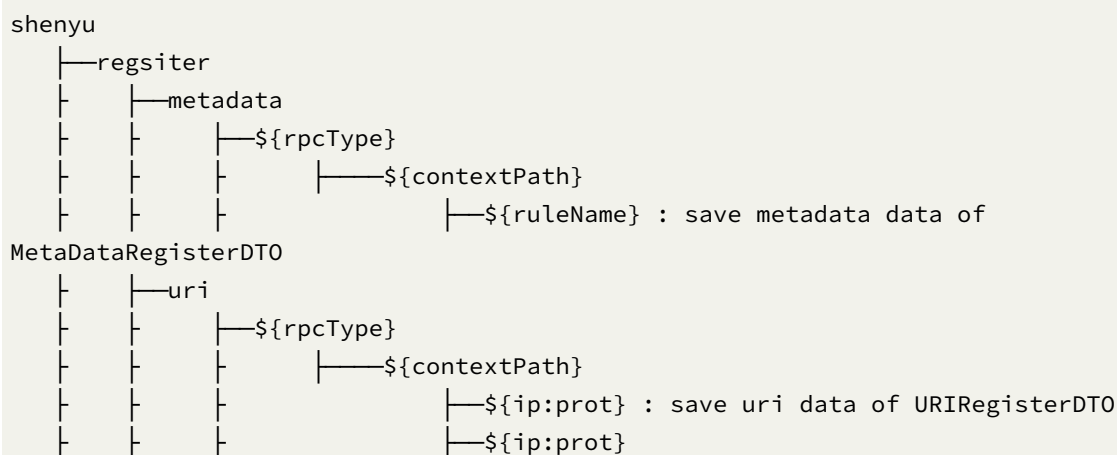 shenyu
   ├──regsiter
   ├    ├──metadata
   ├    ├     ├──${rpcType}
   ├    ├     ├      ├────${contextPath}
   ├    ├     ├               ├──${ruleName} : save metadata data of
MetaDataRegisterDTO
   ├    ├──uri
   ├    ├     ├──${rpcType}
   ├    ├     ├      ├────${contextPath}
   ├    ├     ├               ├──${ip:prot} : save uri data of URIRegisterDTO
   ├    ├     ├               ├──${ip:prot}